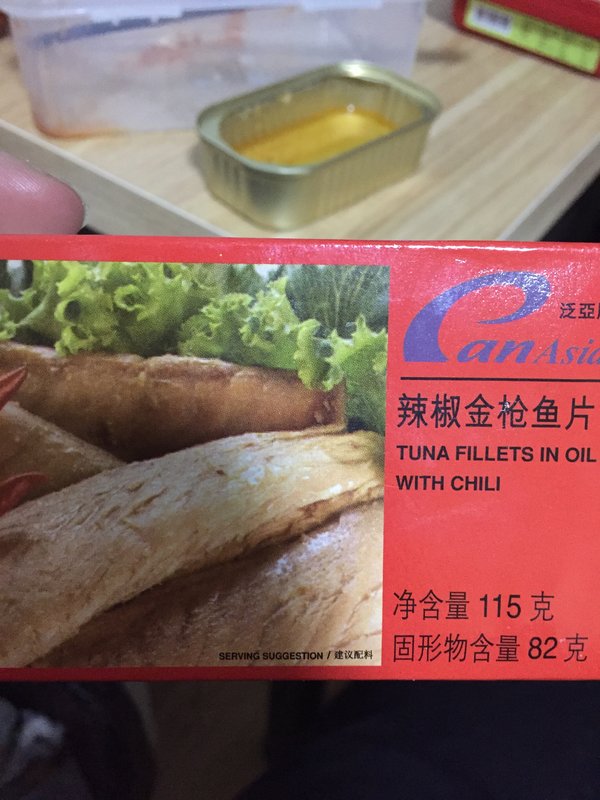 泛亞
Pan Asia
辣椒金枪鱼片
TUNA FILLETS IN OIL
WITH CHILI
净含量 115 克
固形物含量 82 克
SERVING SUGGESTION / 建议配料